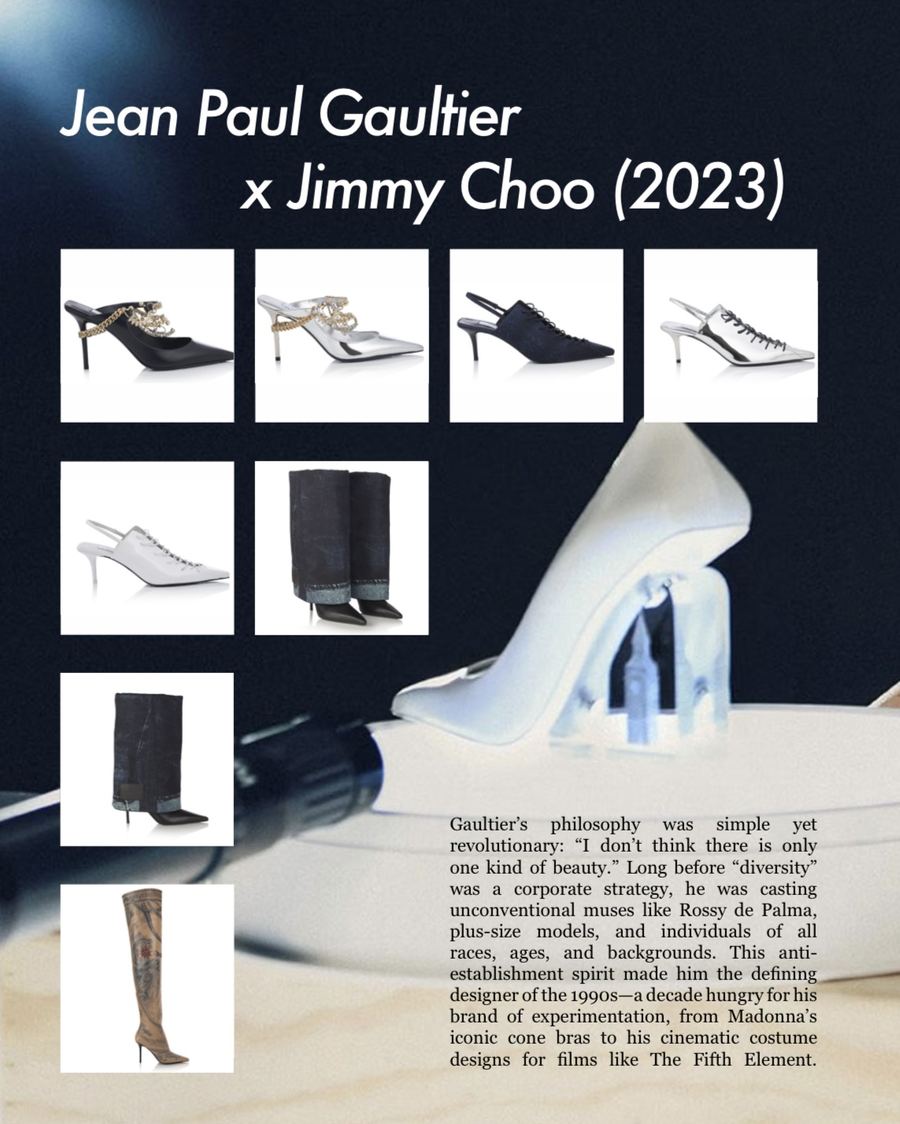 Jean Paul Gaultier
x Jimmy Choo (2023)
Gaultier’s philosophy was simple yet
revolutionary: “I don’t think there is only
one kind of beauty.” Long before “diversity”
was a corporate strategy, he was casting
unconventional muses like Rossy de Palma,
plus-size models, and individuals of all
races, ages, and backgrounds. This anti-
establishment spirit made him the defining
designer of the 1990s—a decade hungry for his
brand of experimentation, from Madonna’s
iconic cone bras to his cinematic costume
designs for films like The Fifth Element.